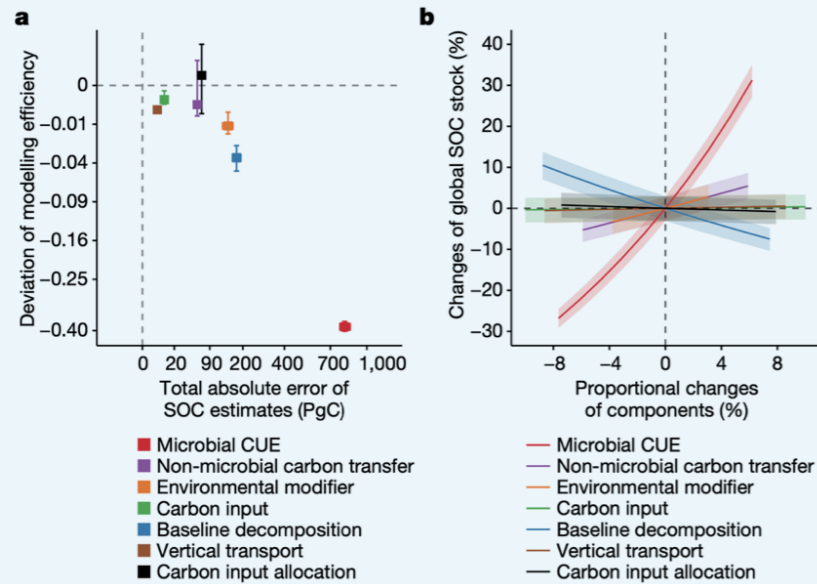 a
Deviation of modelling efficiency
0
−0.01
−0.04
−0.09
−0.16
−0.25
−0.40
0 20 90 200 400 700 1,000
Total absolute error of
SOC estimates (PgC)
Microbial CUE
Non-microbial carbon transfer
Environmental modifier
Carbon input
Baseline decomposition
Vertical transport
Carbon input allocation
b
Changes of global SOC stock (%)
40
30
20
10
0
−10
−20
−30
−8 −4 0 4 8
Proportional changes
of components (%)
Microbial CUE
Non-microbial carbon transfer
Environmental modifier
Carbon input
Baseline decomposition
Vertical transport
Carbon input allocation